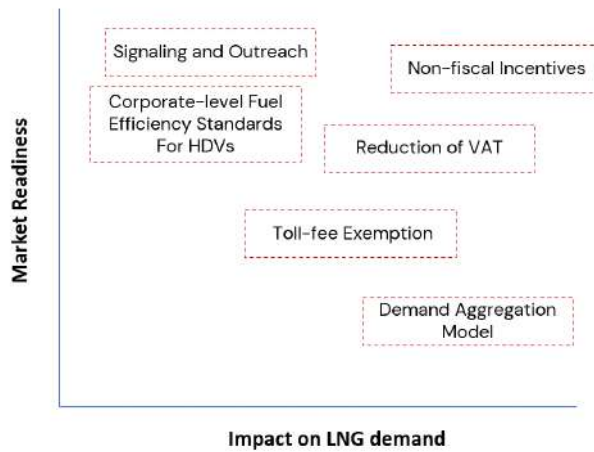 Signaling and Outreach
Non-fiscal Incentives
Corporate-level Fuel
Efficiency Standards
For HDVs
Reduction of VAT
Toll-fee Exemption
Demand Aggregation
Model
Market Readiness
Impact on LNG demand